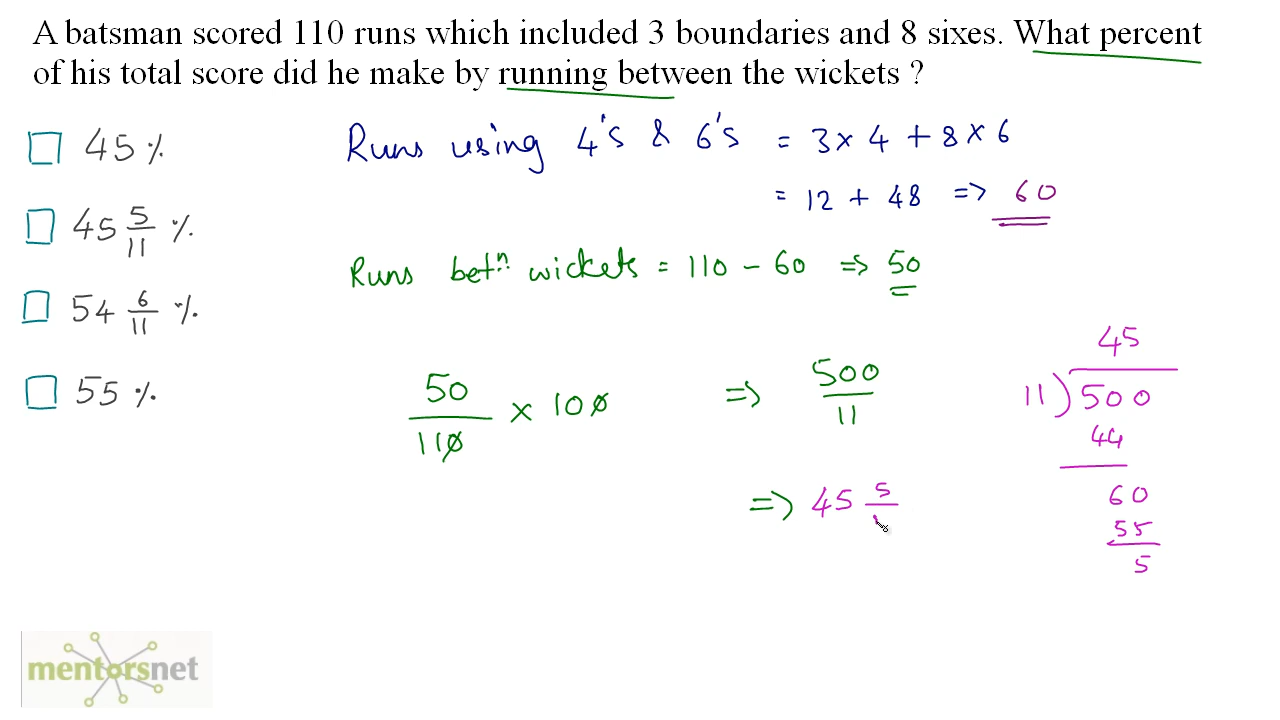 A batsman scored 110 runs which included 3 boundaries and 8 sixes. What percent
of his total score did he make by running between the wickets ?
45 %
45 5/11 %
54 6/11 %
55 %
Runs using 4's & 6's = 3 × 4 + 8 × 6
= 12 + 48 => 60
Runs betn wickets = 110 - 60 => 50
50/110 × 100 => 500/11
=> 45 5/
45
11) 500
44
60
55
5
mentorsnet